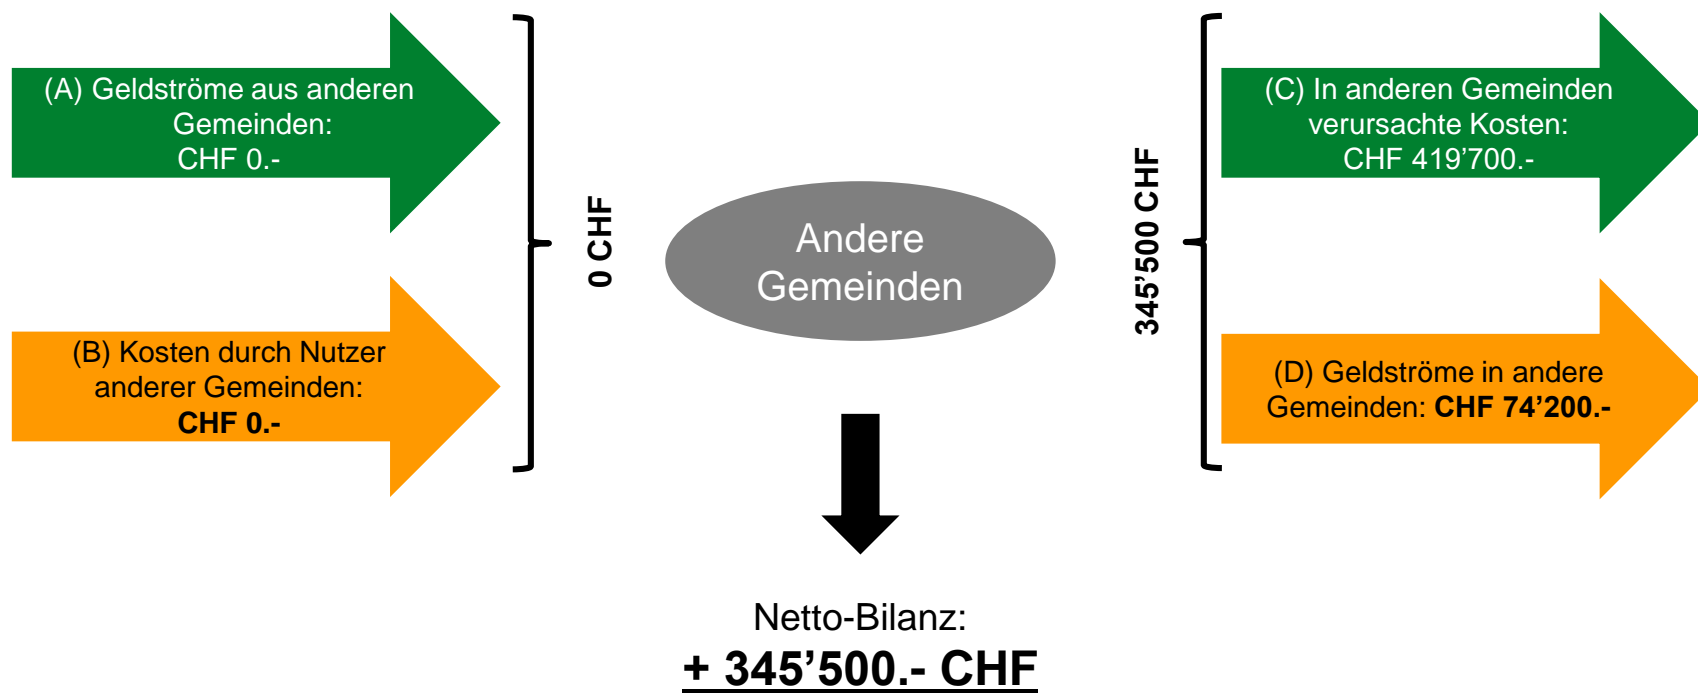 (A) Geldströme aus anderen
Gemeinden:
CHF 0.-
(B) Kosten durch Nutzer
anderer Gemeinden:
CHF 0.-
0 CHF
Andere
Gemeinden
345’500 CHF
(C) In anderen Gemeinden
verursachte Kosten:
CHF 419’700.-
(D) Geldströme in andere
Gemeinden: CHF 74’200.-
Netto-Bilanz:
+ 345’500.- CHF